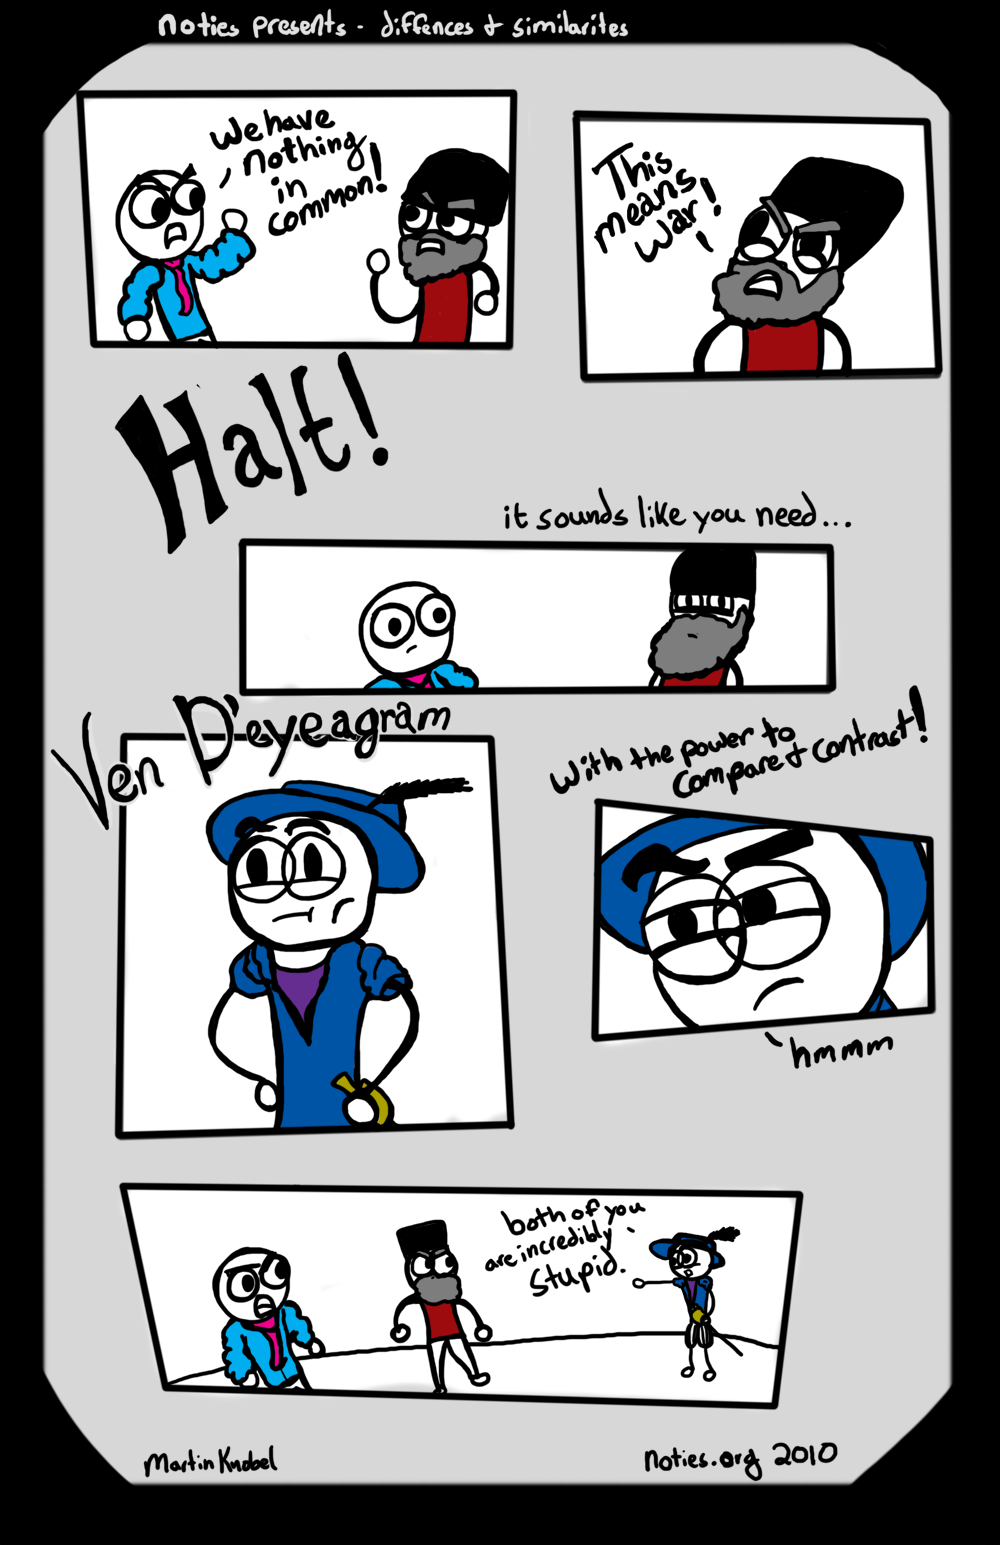 noties presents - diffences & similarites
We have
nothing
in
common!
This
means
war!
Halt!
it sounds like you need...
Ven D'eyeagram
With the power to
compare & contrast!
hmmm
both of you
are incredibly
stupid.
Martin Knobel
noties.org 2010